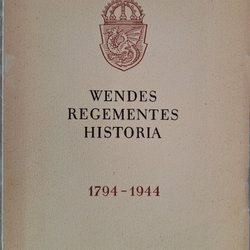 WENDES
REGEMENTES
HISTORIA
1794-1944